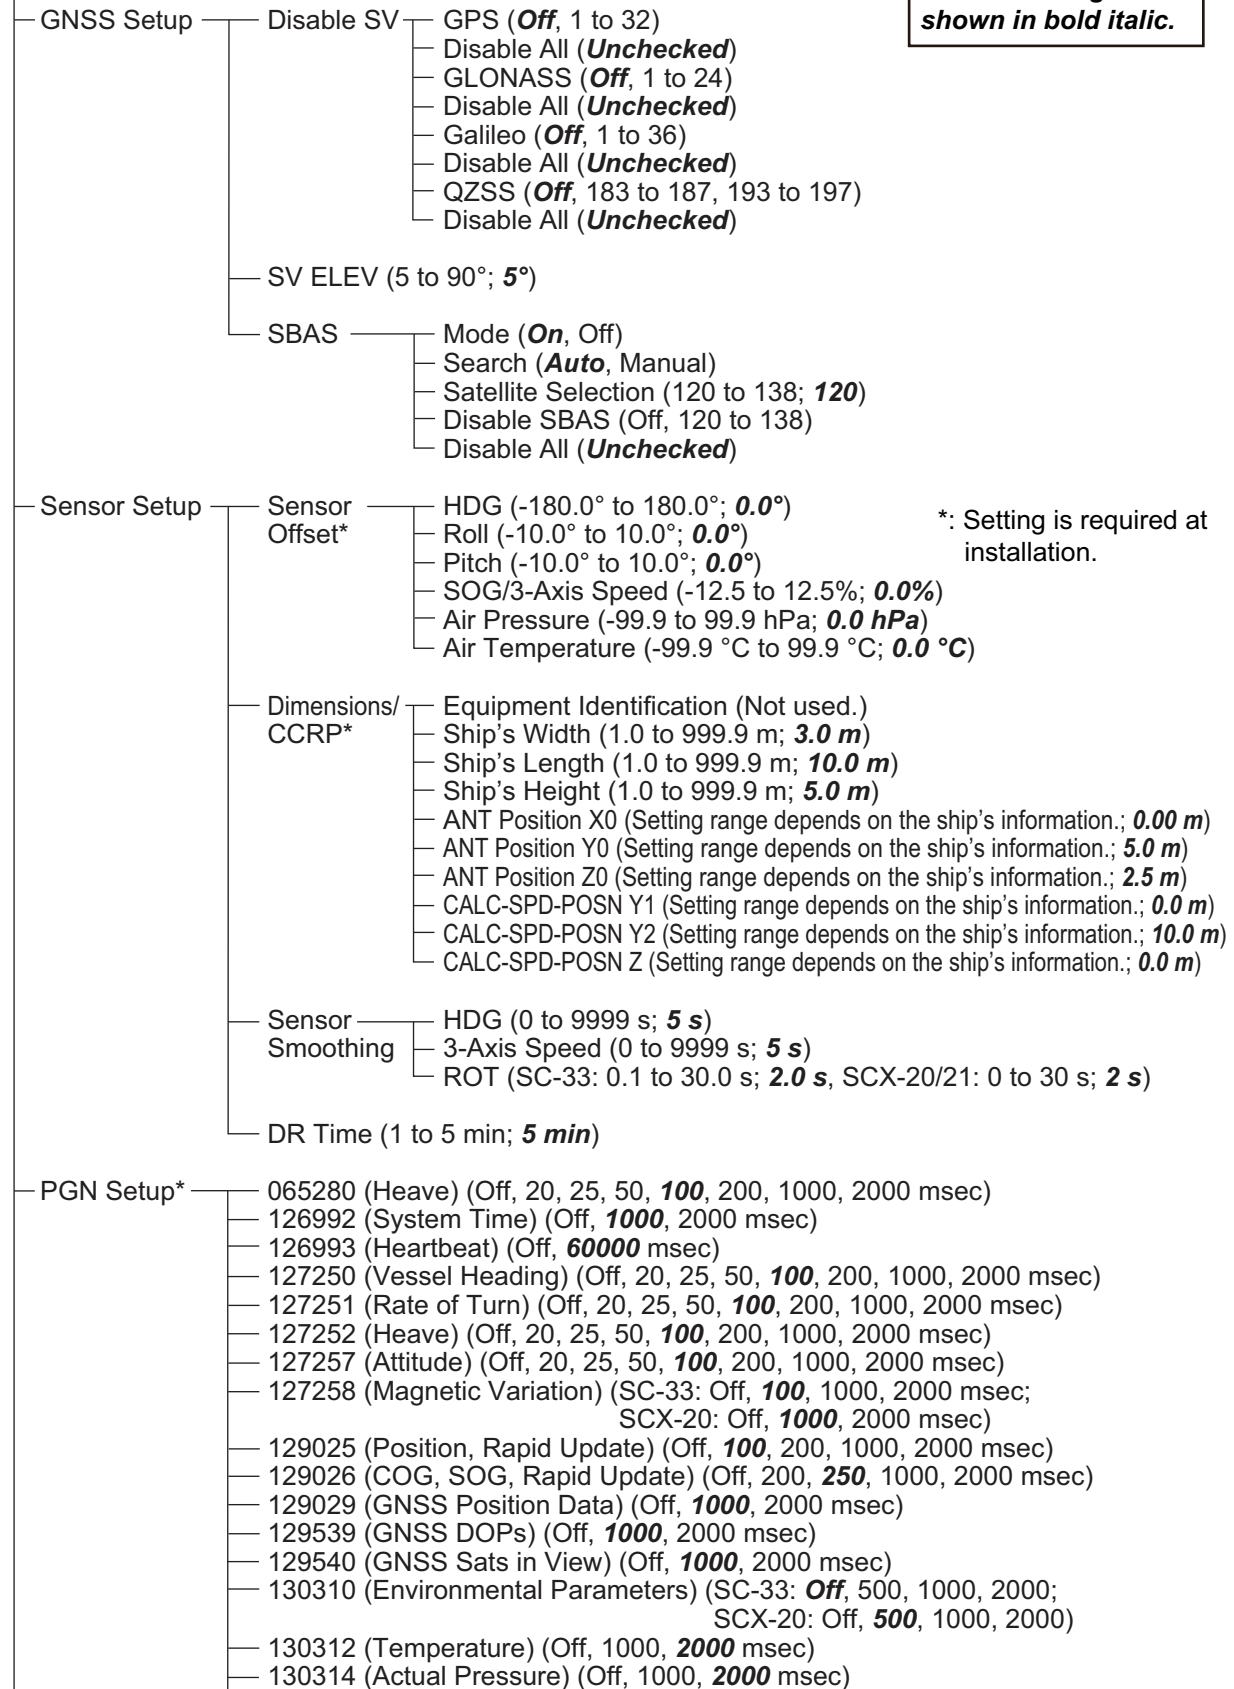 GNSS Setup
Disable SV
GPS (Off, 1 to 32)
Disable All (Unchecked)
GLONASS (Off, 1 to 24)
Disable All (Unchecked)
Galileo (Off, 1 to 36)
Disable All (Unchecked)
QZSS (Off, 183 to 187, 193 to 197)
Disable All (Unchecked)
shown in bold italic.
SV ELEV (5 to 90°; 5°)
SBAS
Mode (On, Off)
Search (Auto, Manual)
Satellite Selection (120 to 138; 120)
Disable SBAS (Off, 120 to 138)
Disable All (Unchecked)
Sensor Setup
Sensor
Offset*
HDG (-180.0° to 180.0°; 0.0°)
Roll (-10.0° to 10.0°; 0.0°)
Pitch (-10.0° to 10.0°; 0.0°)
SOG/3-Axis Speed (-12.5 to 12.5%; 0.0%)
Air Pressure (-99.9 to 99.9 hPa; 0.0 hPa)
Air Temperature (-99.9 °C to 99.9 °C; 0.0 °C)
*: Setting is required at
installation.
Dimensions/
CCRP*
Equipment Identification (Not used.)
Ship's Width (1.0 to 999.9 m; 3.0 m)
Ship's Length (1.0 to 999.9 m; 10.0 m)
Ship's Height (1.0 to 999.9 m; 5.0 m)
ANT Position X0 (Setting range depends on the ship's information.; 0.00 m)
ANT Position Y0 (Setting range depends on the ship's information.; 5.0 m)
ANT Position Z0 (Setting range depends on the ship's information.; 2.5 m)
CALC-SPD-POSN Y1 (Setting range depends on the ship's information.; 0.0 m)
CALC-SPD-POSN Y2 (Setting range depends on the ship's information.; 10.0 m)
CALC-SPD-POSN Z (Setting range depends on the ship's information.; 0.0 m)
Sensor
Smoothing
HDG (0 to 9999 s; 5 s)
3-Axis Speed (0 to 9999 s; 5 s)
ROT (SC-33: 0.1 to 30.0 s; 2.0 s, SCX-20/21: 0 to 30 s; 2 s)
DR Time (1 to 5 min; 5 min)
PGN Setup*
065280 (Heave) (Off, 20, 25, 50, 100, 200, 1000, 2000 msec)
126992 (System Time) (Off, 1000, 2000 msec)
126993 (Heartbeat) (Off, 60000 msec)
127250 (Vessel Heading) (Off, 20, 25, 50, 100, 200, 1000, 2000 msec)
127251 (Rate of Turn) (Off, 20, 25, 50, 100, 200, 1000, 2000 msec)
127252 (Heave) (Off, 20, 25, 50, 100, 200, 1000, 2000 msec)
127257 (Attitude) (Off, 20, 25, 50, 100, 200, 1000, 2000 msec)
127258 (Magnetic Variation) (SC-33: Off, 100, 1000, 2000 msec;
SCX-20: Off, 1000, 2000 msec)
129025 (Position, Rapid Update) (Off, 100, 200, 1000, 2000 msec)
129026 (COG, SOG, Rapid Update) (Off, 200, 250, 1000, 2000 msec)
129029 (GNSS Position Data) (Off, 1000, 2000 msec)
129539 (GNSS DOPs) (Off, 1000, 2000 msec)
129540 (GNSS Sats in View) (Off, 1000, 2000 msec)
130310 (Environmental Parameters) (SC-33: Off, 500, 1000, 2000;
SCX-20: Off, 500, 1000, 2000)
130312 (Temperature) (Off, 1000, 2000 msec)
130314 (Actual Pressure) (Off, 1000, 2000 msec)